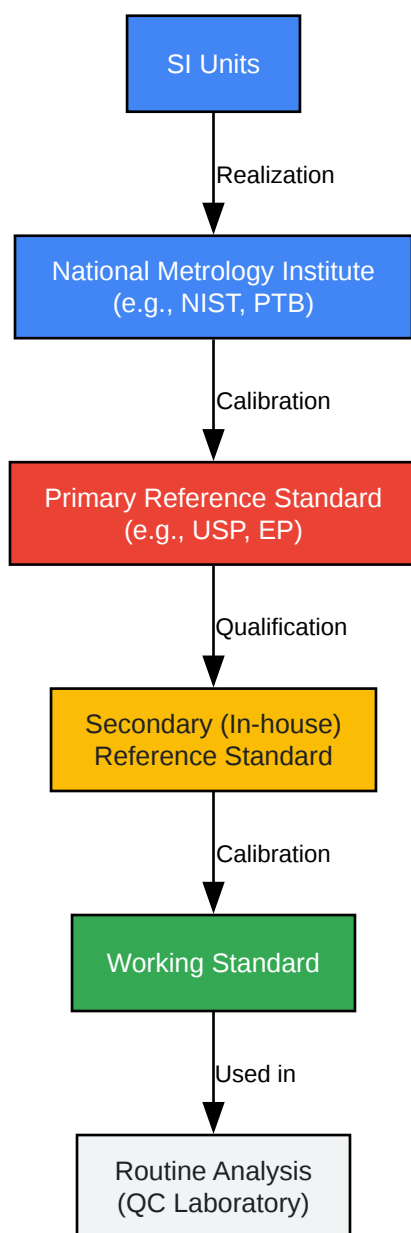 SI Units
Realization
National Metrology Institute
(e.g., NIST, PTB)
Calibration
Primary Reference Standard
(e.g., USP, EP)
Qualification
Secondary (In-house)
Reference Standard
Calibration
Working Standard
Used in
Routine Analysis
(QC Laboratory)